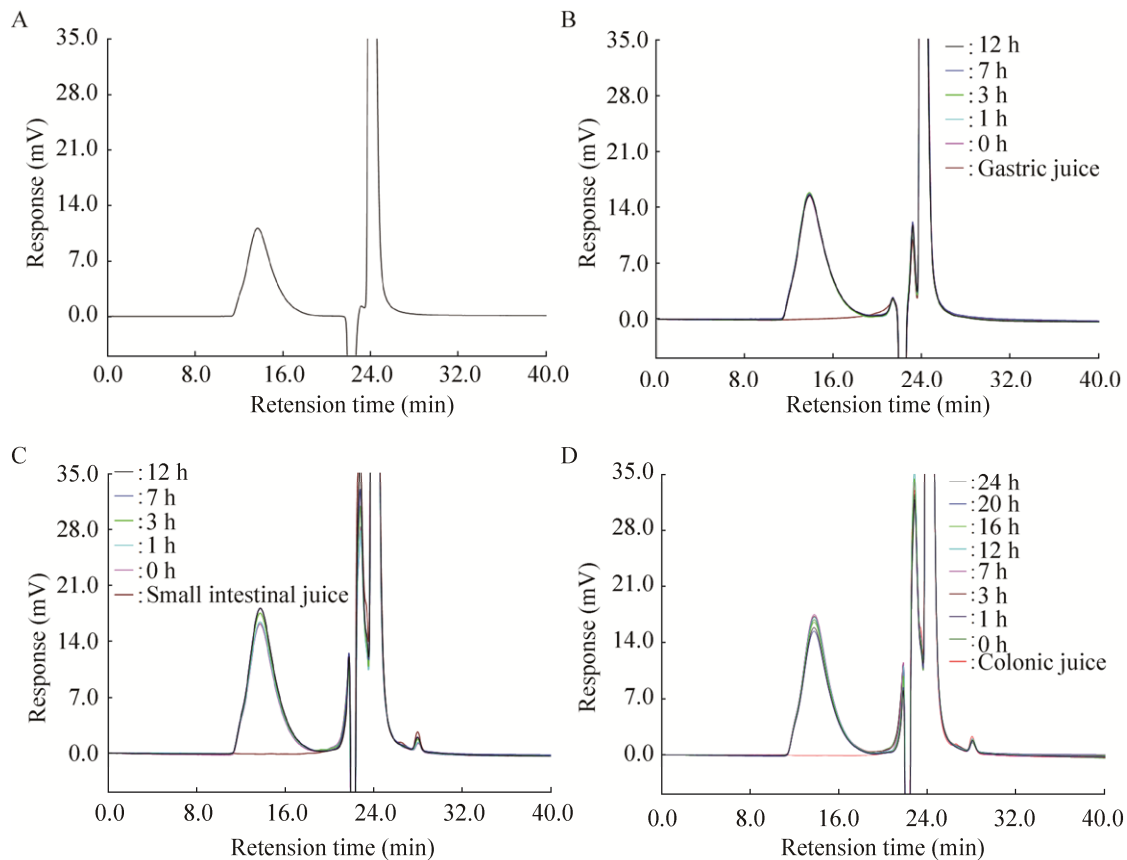 A
35.0
28.0
21.0
14.0
7.0
0.0
Response (mV)
0.0 8.0 16.0 24.0 32.0 40.0
Retension time (min)
B
35.0
28.0
21.0
14.0
7.0
0.0
Response (mV)
: 12 h
: 7 h
: 3 h
: 1 h
: 0 h
: Gastric juice
0.0 8.0 16.0 24.0 32.0 40.0
Retension time (min)
C
35.0
28.0
21.0
14.0
7.0
0.0
Response (mV)
: 12 h
: 7 h
: 3 h
: 1 h
: 0 h
: Small intestinal juice
0.0 8.0 16.0 24.0 32.0 40.0
Retension time (min)
D
35.0
28.0
21.0
14.0
7.0
0.0
Response (mV)
: 24 h
: 20 h
: 16 h
: 12 h
: 7 h
: 3 h
: 1 h
: 0 h
: Colonic juice
0.0 8.0 16.0 24.0 32.0 40.0
Retension time (min)